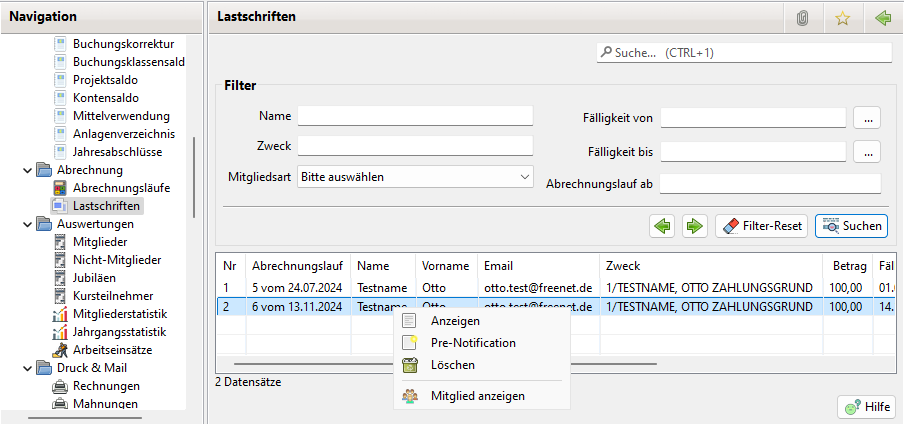 Navigation
Buchungskorrektur
Buchungsklassensald
Projektsaldo
Kontensaldo
Mittelverwendung
Anlagenverzeichnis
Jahresabschlüsse
Abrechnung
Abrechnungsläufe
Lastschriften
Auswertungen
Mitglieder
Nicht-Mitglieder
Jubiläen
Kursteilnehmer
Mitgliederstatistik
Jahrgangsstatistik
Arbeitseinsätze
Druck & Mail
Rechnungen
Mahnungen
Lastschriften
Suche... (CTRL+1)
Filter
Name
Zweck
Mitgliedsart Bitte auswählen
Fälligkeit von ...
Fälligkeit bis ...
Abrechnungslauf ab
Filter-Reset Suchen
Nr Abrechnungslauf Name Vorname Email Zweck Betrag Fäl
1 5 vom 24.07.2024 Testname Otto otto.test@freenet.de 1/TESTNAME, OTTO ZAHLUNGSGRUND 100,00 01.0
2 6 vom 13.11.2024 Testname Otto otto.test@freenet.de 1/TESTNAME, OTTO ZAHLUNGSGRUND 100,00 14.
Anzeigen
Pre-Notification
Löschen
Mitglied anzeigen
2 Datensätze
Hilfe